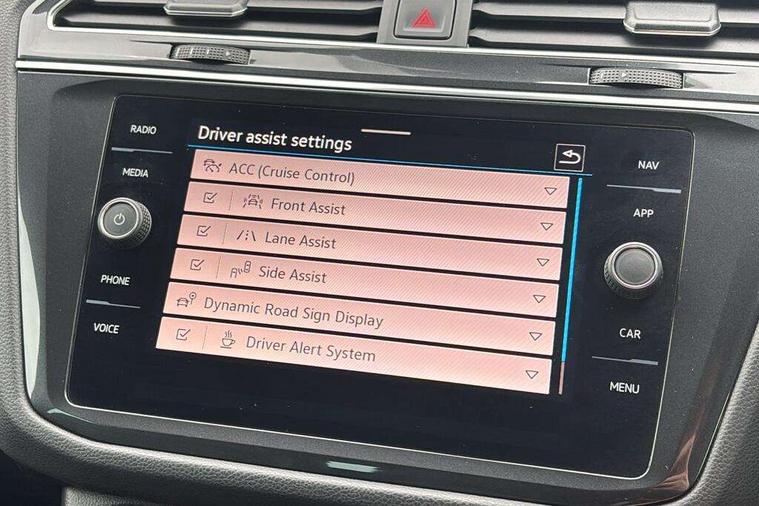 RADIO
MEDIA
PHONE
VOICE
Driver assist settings
ACC (Cruise Control)
Front Assist
Lane Assist
Side Assist
Dynamic Road Sign Display
Driver Alert System
NAV
APP
CAR
MENU